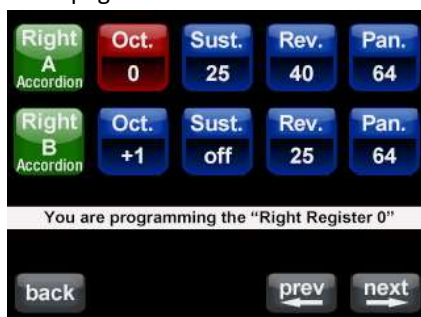 Right Oct. Sust. Rev. Pan.
A 0 25 40 64
Accordion
Right Oct. Sust. Rev. Pan.
B +1 off 25 64
Accordion
You are programming the “Right Register 0”
back prev next